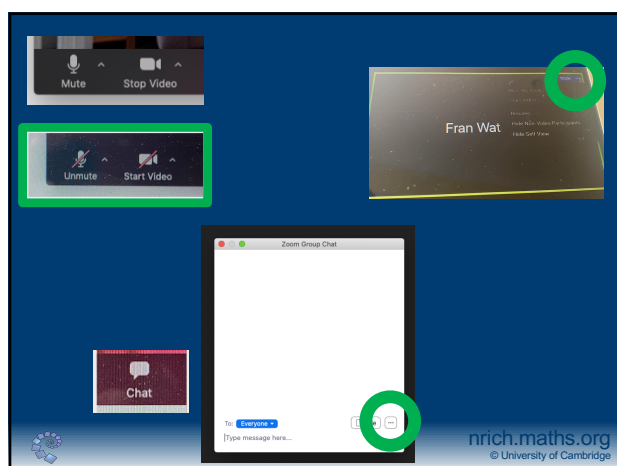 Mute Stop Video
Unmute Start Video
Fran Wat
Hide Non-Video Participants
Hide Self View
Zoom Group Chat
Chat
To: Everyone
Type message here...
nrich.maths.org
© University of Cambridge